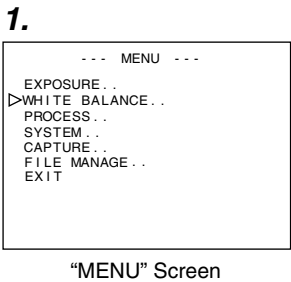 1.
--- MENU ---
EXPOSURE..
▷WHITE BALANCE..
PROCESS..
SYSTEM..
CAPTURE..
FILE MANAGE..
EXIT
“MENU” Screen